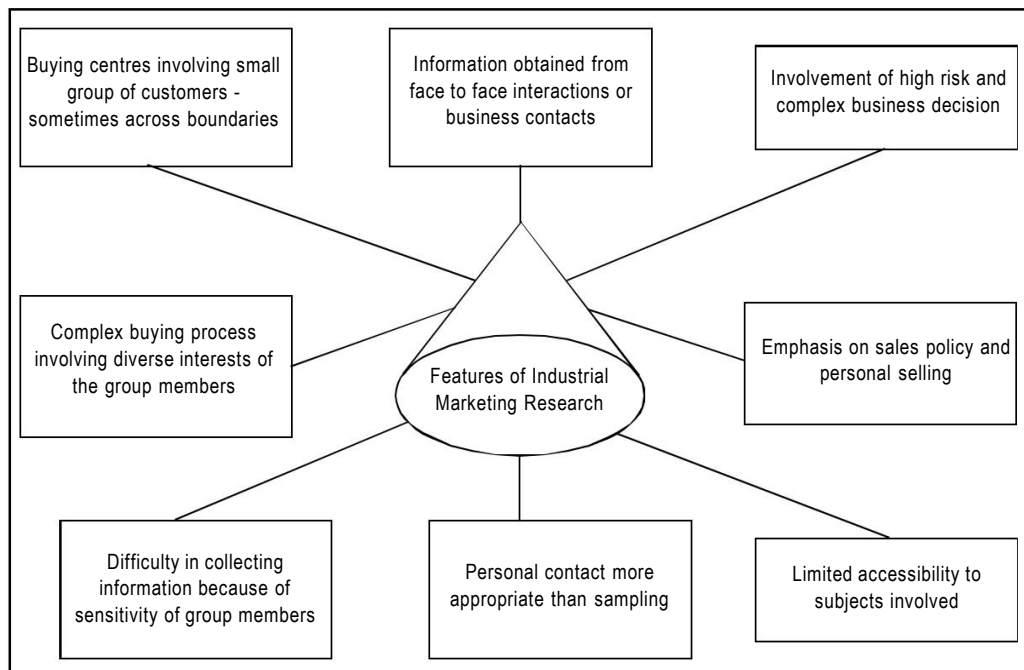 Buying centres involving small
group of customers -
sometimes across boundaries
Information obtained from
face to face interactions or
business contacts
Involvement of high risk and
complex business decision
Complex buying process
involving diverse interests of
the group members
Features of Industrial
Marketing Research
Emphasis on sales policy and
personal selling
Difficulty in collecting
information because of
sensitivity of group members
Personal contact more
appropriate than sampling
Limited accessibility to
subjects involved